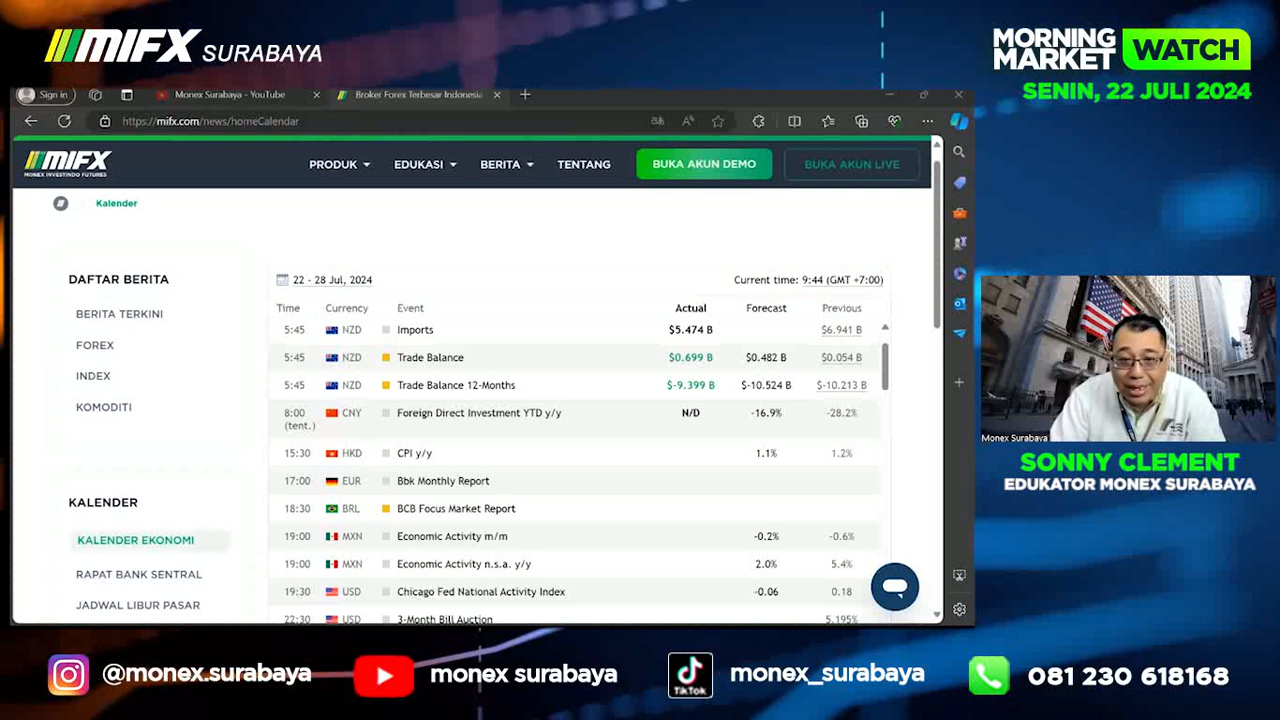 MIFX SURABAYA
MORNING
MARKET
WATCH
SENIN, 22 JULI 2024
Sign in
Monex Surabaya - YouTube
Broker Forex Terbesar Indonesia
https://mifx.com/news/homeCalendar
MIFX
MONEX INVESTINDO FUTURES
PRODUK
EDUKASI
BERITA
TENTANG
BUKA AKUN DEMO
BUKA AKUN LIVE
Kalender
DAFTAR BERITA
BERITA TERKINI
FOREX
INDEX
KOMODITI
KALENDER
KALENDER EKONOMI
RAPAT BANK SENTRAL
JADWAL LIBUR PASAR
22 - 28 Jul, 2024
Current time: 9:44 (GMT +7:00)
Time Currency Event Actual Forecast Previous
5:45 NZD Imports $5.474 B $6.941 B
5:45 NZD Trade Balance $0.699 B $0.482 B $0.054 B
5:45 NZD Trade Balance 12-Months $-9.399 B $-10.524 B $-10.213 B
8:00 CNY Foreign Direct Investment YTD y/y N/D -16.9% -28.2%
(tent.)
15:30 HKD CPI y/y 1.1% 1.2%
17:00 EUR Bbk Monthly Report
18:30 BRL BCB Focus Market Report
19:00 MXN Economic Activity m/m -0.2% -0.6%
19:00 MXN Economic Activity n.s.a. y/y 2.0% 5.4%
19:30 USD Chicago Fed National Activity Index -0.06 0.18
22:30 USD 3-Month Bill Auction 5.195%
Monex Surabaya
SONNY CLEMENT
EDUKATOR MONEX SURABAYA
@monex.surabaya
monex surabaya
TikTok
monex_surabaya
081 230 618168